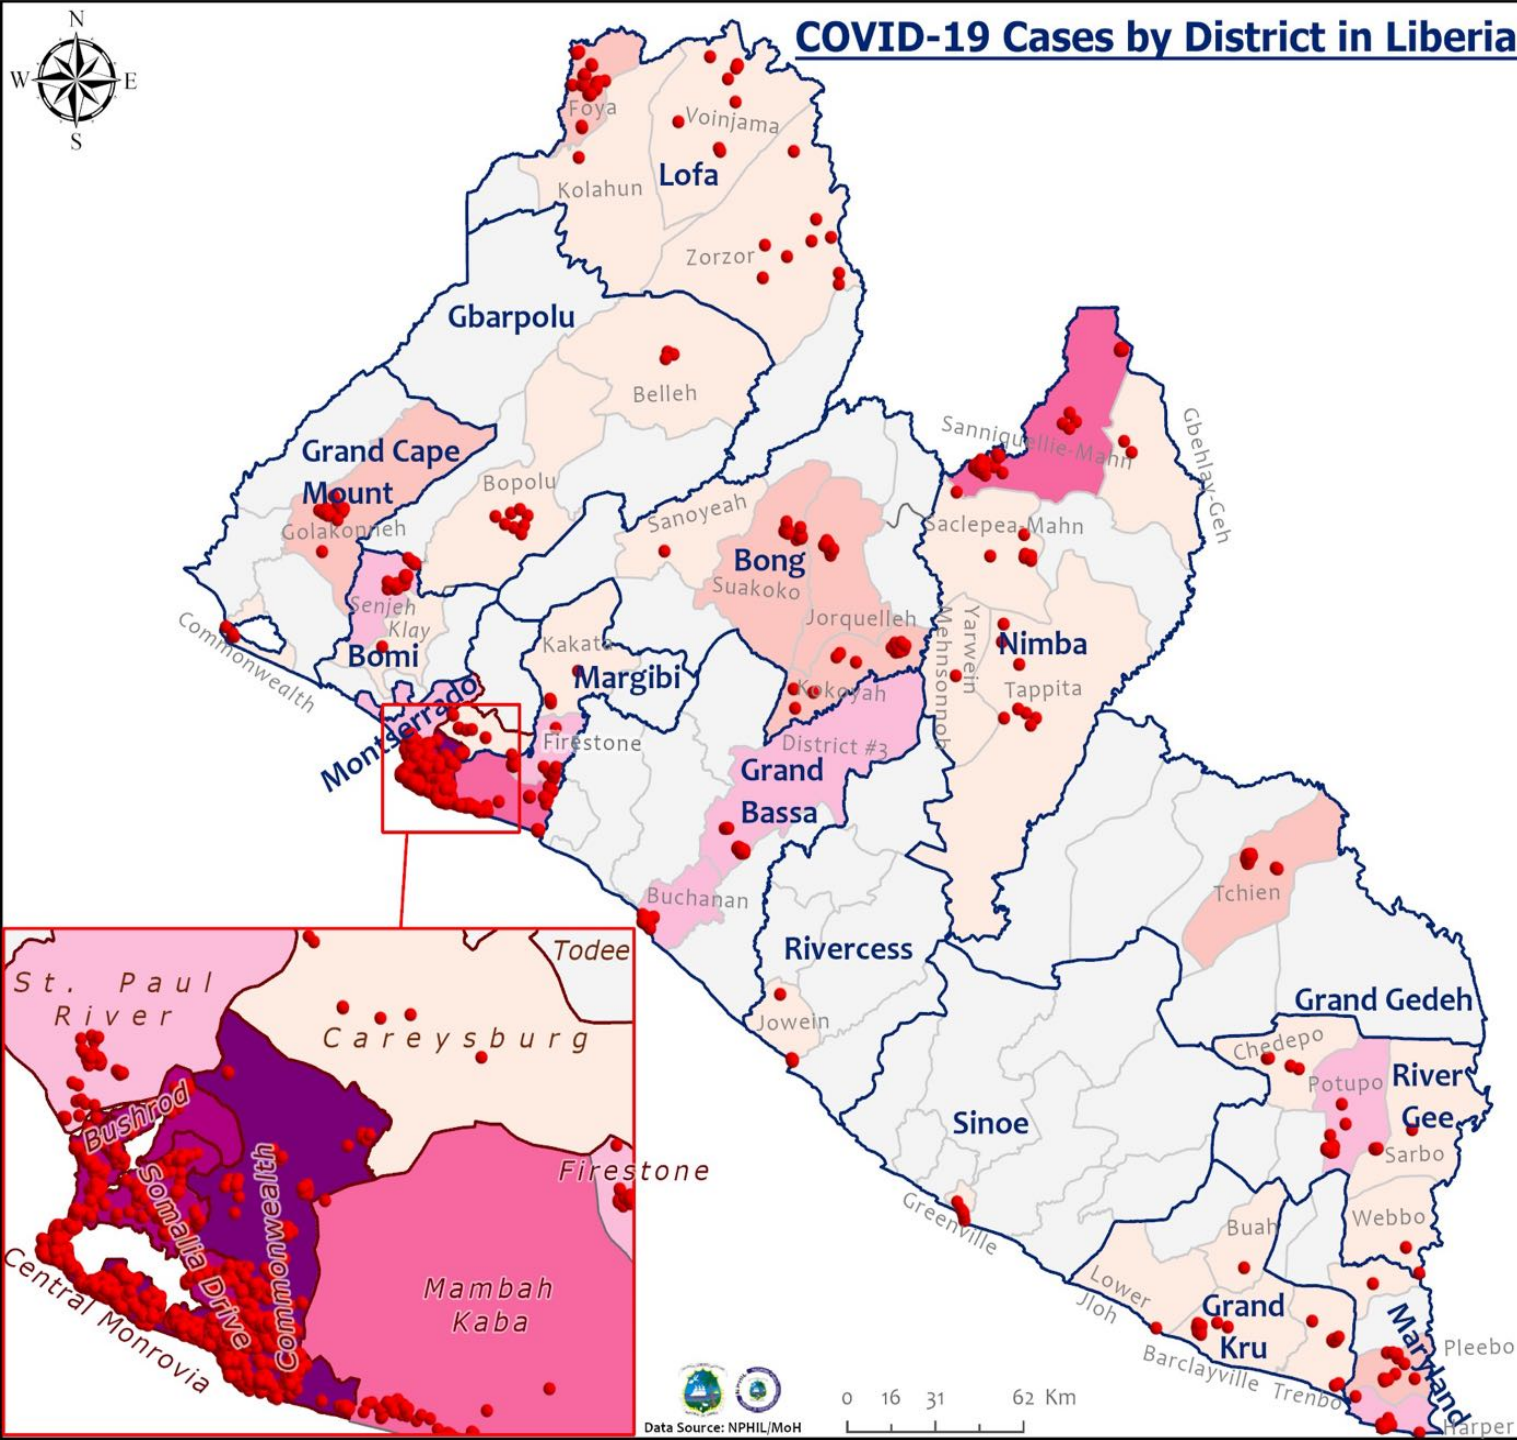 COVID-19 Cases by District in Liberia
N
W
E
S
Foya
Voinjama
Lofa
Kolahun
Zorzor
Gbarpolu
Belleh
Grand Cape
Mount
Golakonneh
Bopolu
Sanniquellie-Mahn
Gbehlay-Geh
Sanoyeah
Saclepea-Mahn
Bong
Suakoko
Jorquelleh
Senjeh
Klay
Bomi
Commonwealth
Kakata
Margibi
Mehnsonnoh
Yarwein
Nimba
Tappita
Kokoyah
Montserrado
Firestone
District #3
Grand
Bassa
Buchanan
Tchien
Rivercess
Jowein
Grand Gedeh
Chedepo
Potupo
River
Gee
Sarbo
Sinoe
Greenville
Webbo
Buah
Lower
Jloh
Grand
Kru
Barclayville
Trenbo
Maryland
Pleebo
Harper
St. Paul
River
Todee
Careysburg
Bushrod
Somalia Drive
Commonwealth
Firestone
Central Monrovia
Mambah
Kaba
Data Source: NPHIL/MoH
0 16 31 62 Km